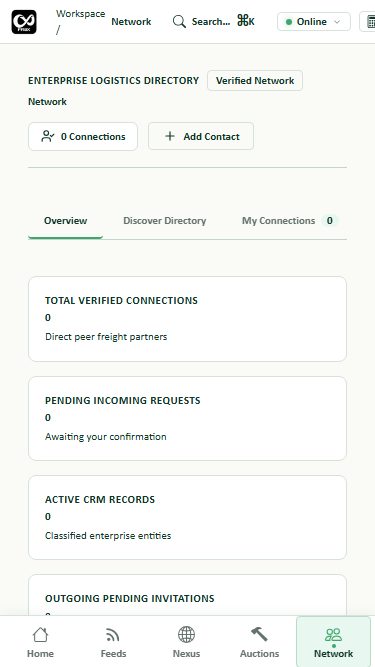 Workspace
/
Network
Search... ⌘K
Online
ENTERPRISE LOGISTICS DIRECTORY
Verified Network
Network
0 Connections
Add Contact
Overview
Discover Directory
My Connections 0
TOTAL VERIFIED CONNECTIONS
0
Direct peer freight partners
PENDING INCOMING REQUESTS
0
Awaiting your confirmation
ACTIVE CRM RECORDS
0
Classified enterprise entities
OUTGOING PENDING INVITATIONS
Home
Feeds
Nexus
Auctions
Network